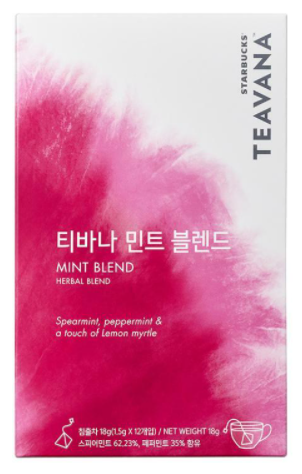 STARBUCKS
TEAVANA™
티바나 민트 블렌드
MINT BLEND
HERBAL BLEND
Spearmint, peppermint &
a touch of Lemon myrtle
침출차 18g(1.5g X 12개입) / NET WEIGHT 18g
스피어민트 62.23%, 페퍼민트 35% 함유